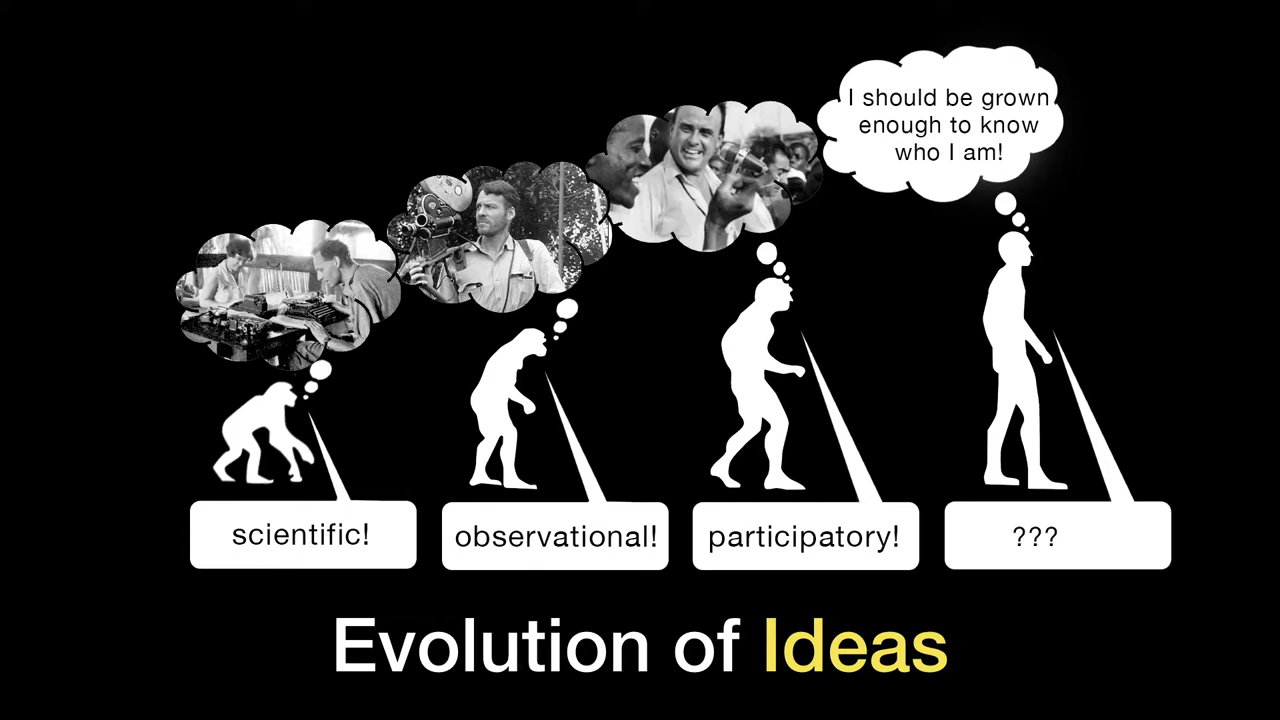 I should be grown
enough to know
who I am!
scientific!
observational!
participatory!
???
Evolution of Ideas